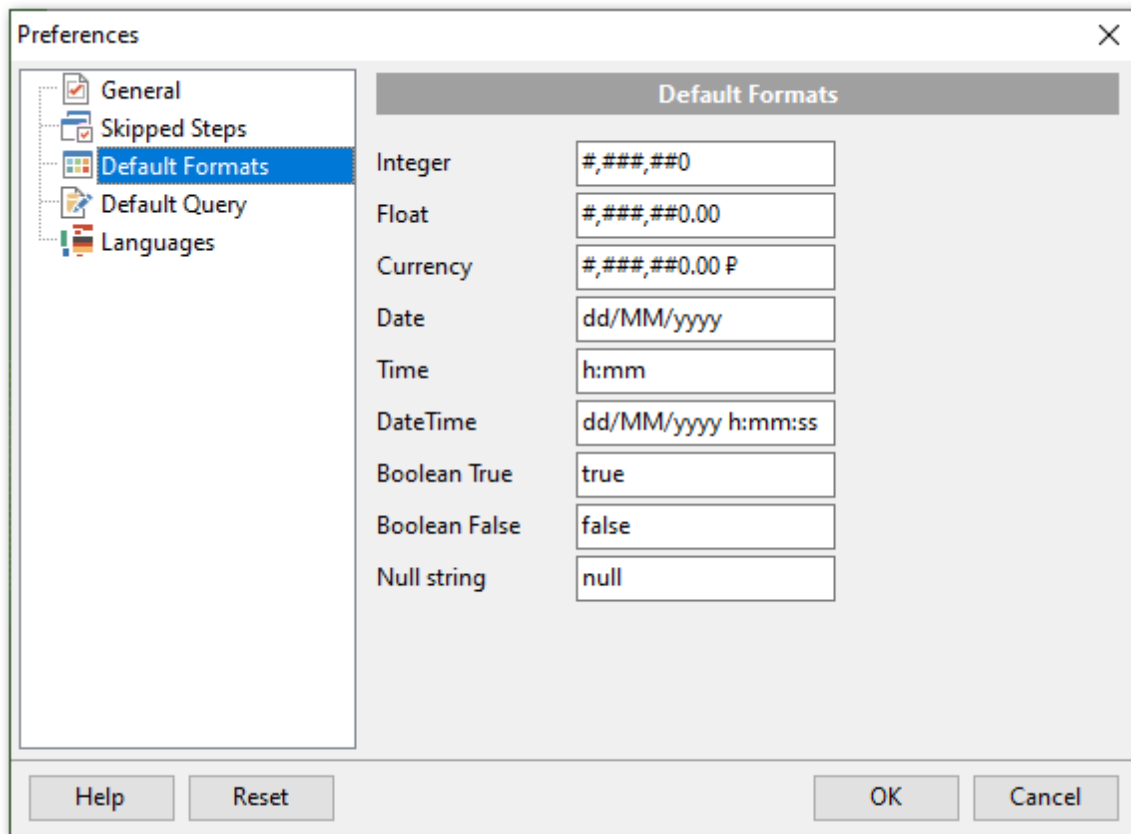 Preferences
General
Skipped Steps
Default Formats
Default Query
Languages
Default Formats
Integer #,###,##0
Float #,###,##0.00
Currency #,###,##0.00 ₽
Date dd/MM/yyyy
Time h:mm
DateTime dd/MM/yyyy h:mm:ss
Boolean True true
Boolean False false
Null string null
Help Reset OK Cancel